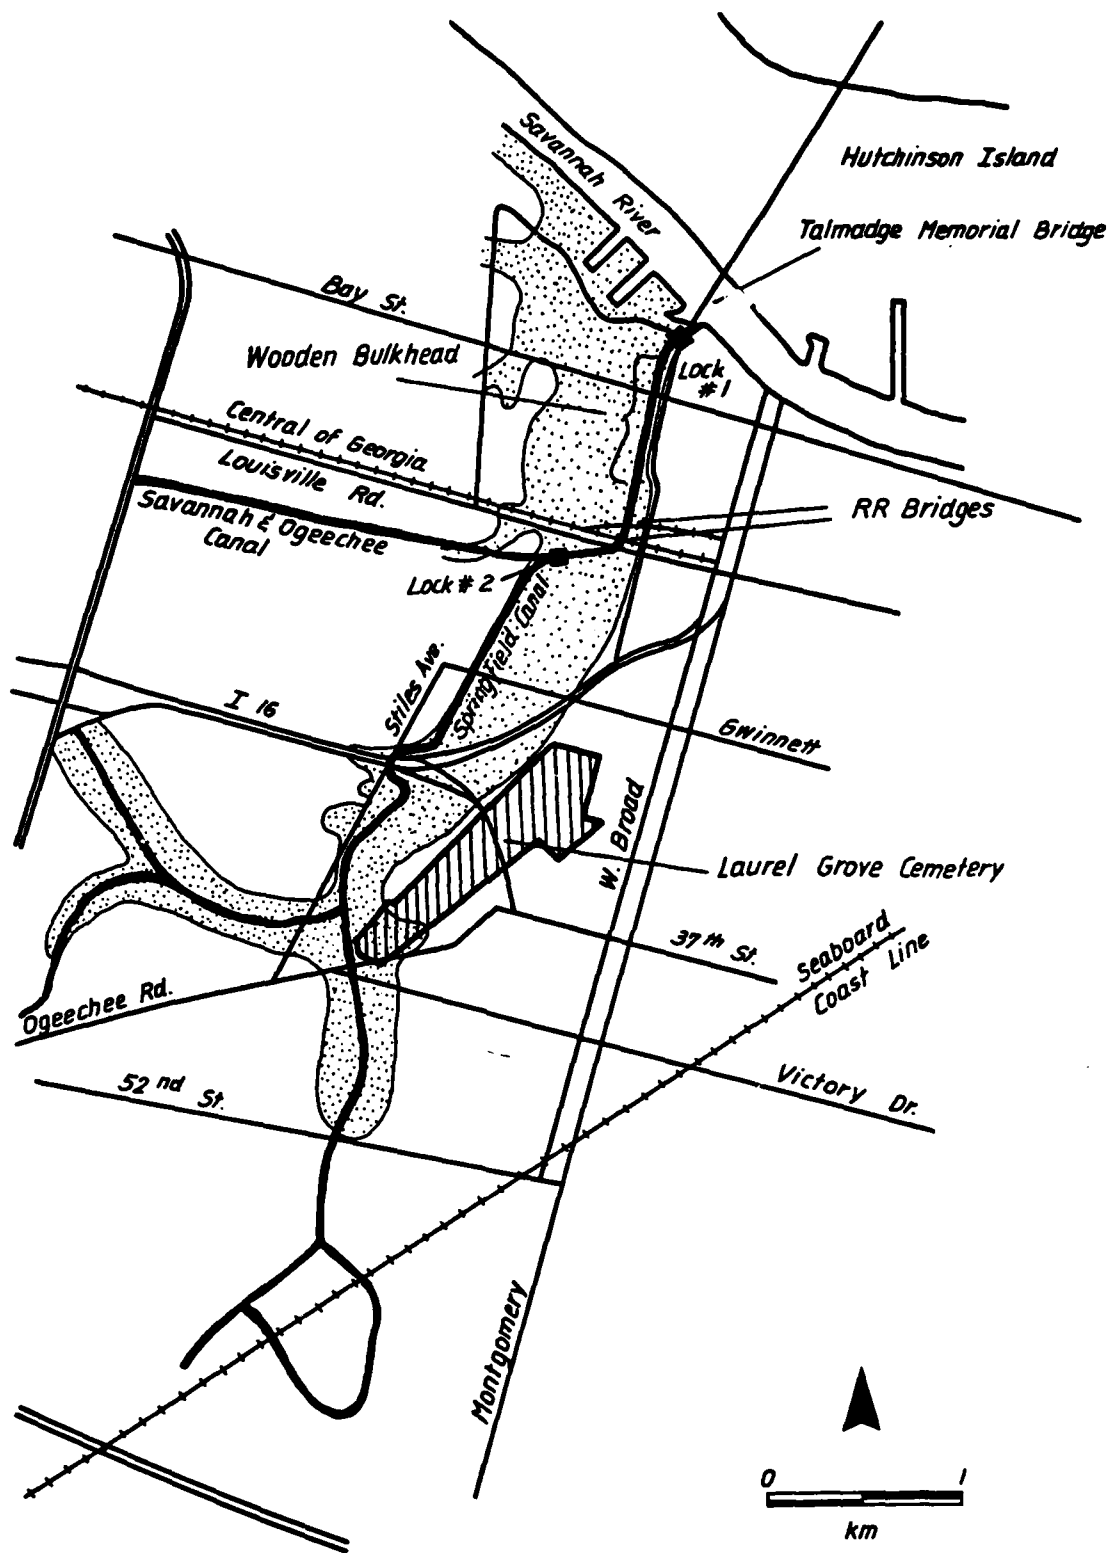 Savannah River
Hutchinson Island
Talmadge Memorial Bridge
Bay St.
Wooden Bulkhead
Lock
#1
Central of Georgia
Louisville Rd.
Savannah & Ogeechee
Canal
RR Bridges
Lock #2
Springfield Canal
Stiles Ave.
I 16
Gwinnett
W. Broad
Laurel Grove Cemetery
37th St.
Seaboard
Coast Line
Ogeechee Rd.
52nd St.
Victory Dr.
Montgomery
0 1
km